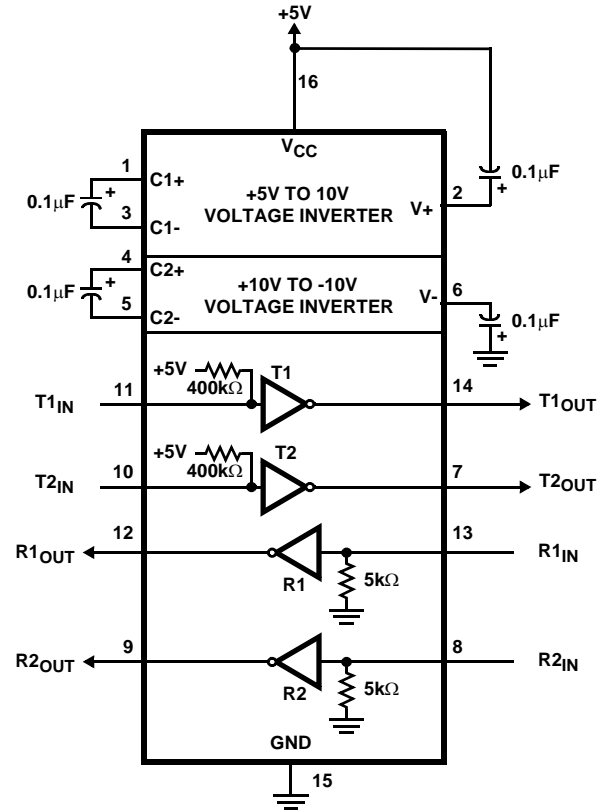 +5V
16
VCC
1
C1+
0.1µF
+
3
C1-
+5V TO 10V
VOLTAGE INVERTER
V+
2
0.1µF
+
4
C2+
0.1µF
+
5
C2-
+10V TO -10V
VOLTAGE INVERTER
V-
6
0.1µF
+
+5V
400kΩ
T1
T1IN
11
14
T1OUT
+5V
400kΩ
T2
T2IN
10
7
T2OUT
R1OUT
12
R1
5kΩ
13
R1IN
R2OUT
9
R2
5kΩ
8
R2IN
GND
15